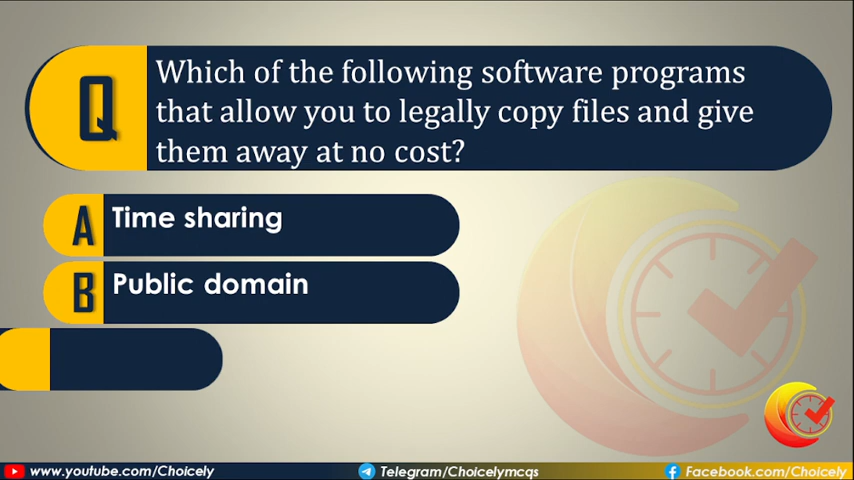 Q
Which of the following software programs
that allow you to legally copy files and give
them away at no cost?
A
Time sharing
B
Public domain
www.youtube.com/Choicely
Telegram/Choicelymcqs
Facebook.com/Choicely